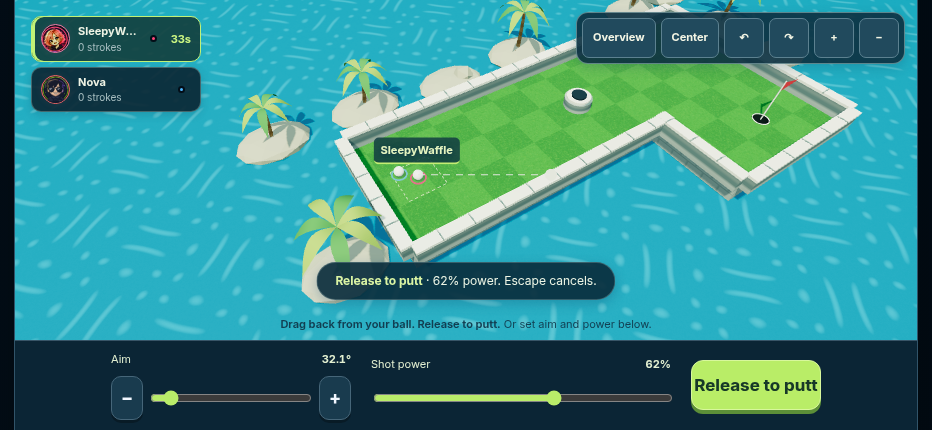 SleepyW...
33s
0 strokes
Nova
0 strokes
Overview
Center
↶
↷
+
−
SleepyWaffle
Release to putt · 62% power. Escape cancels.
Drag back from your ball. Release to putt. Or set aim and power below.
Aim
32.1°
−
+
Shot power
62%
Release to putt